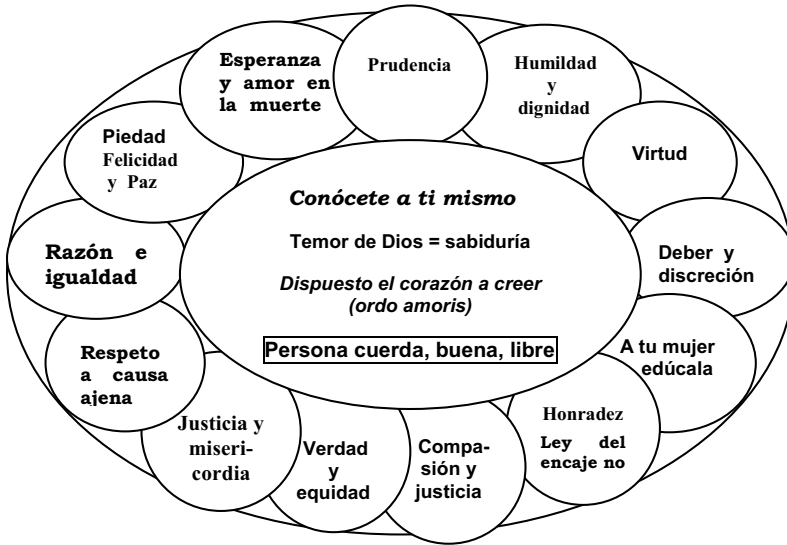 Esperanza
y amor en
la muerte
Prudencia
Humildad
y
dignidad
Virtud
Deber y
discreción
A tu mujer
edúcala
Honradez
Ley del
encaje no
Compa-
sión y
justicia
Verdad
y
equidad
Justicia y
miseri-
cordia
Respeto
a causa
ajena
Razón e
igualdad
Piedad
Felicidad
y Paz
Conócete a ti mismo
Temor de Dios = sabiduría
Dispuesto el corazón a creer
(ordo amoris)
Persona cuerda, buena, libre